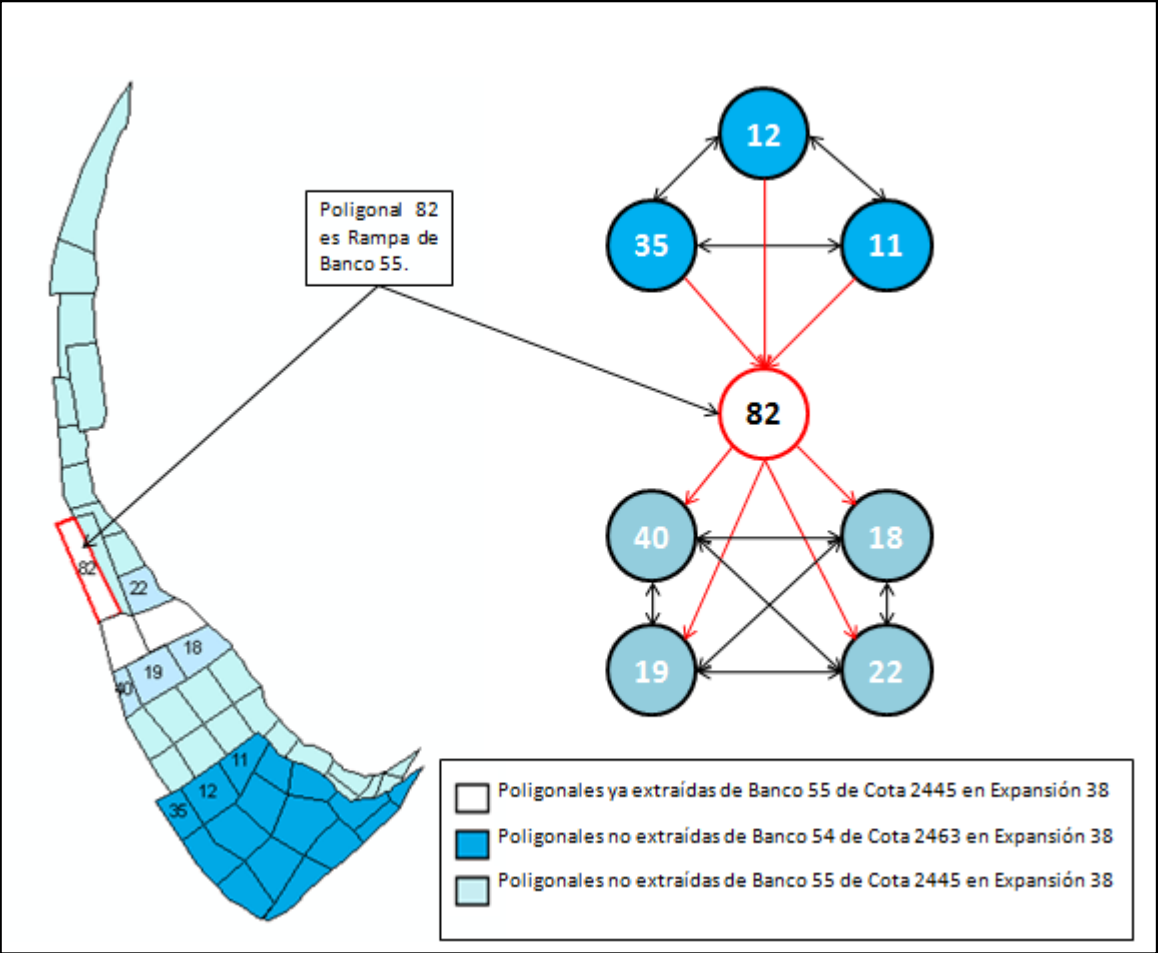 12
Poligonal 82
es Rampa de
Banco 55.
35
11
82
40
18
19
22
82
22
18
19
40
11
12
35
Poligonales ya extraídas de Banco 55 de Cota 2445 en Expansión 38
Poligonales no extraídas de Banco 54 de Cota 2463 en Expansión 38
Poligonales no extraídas de Banco 55 de Cota 2445 en Expansión 38